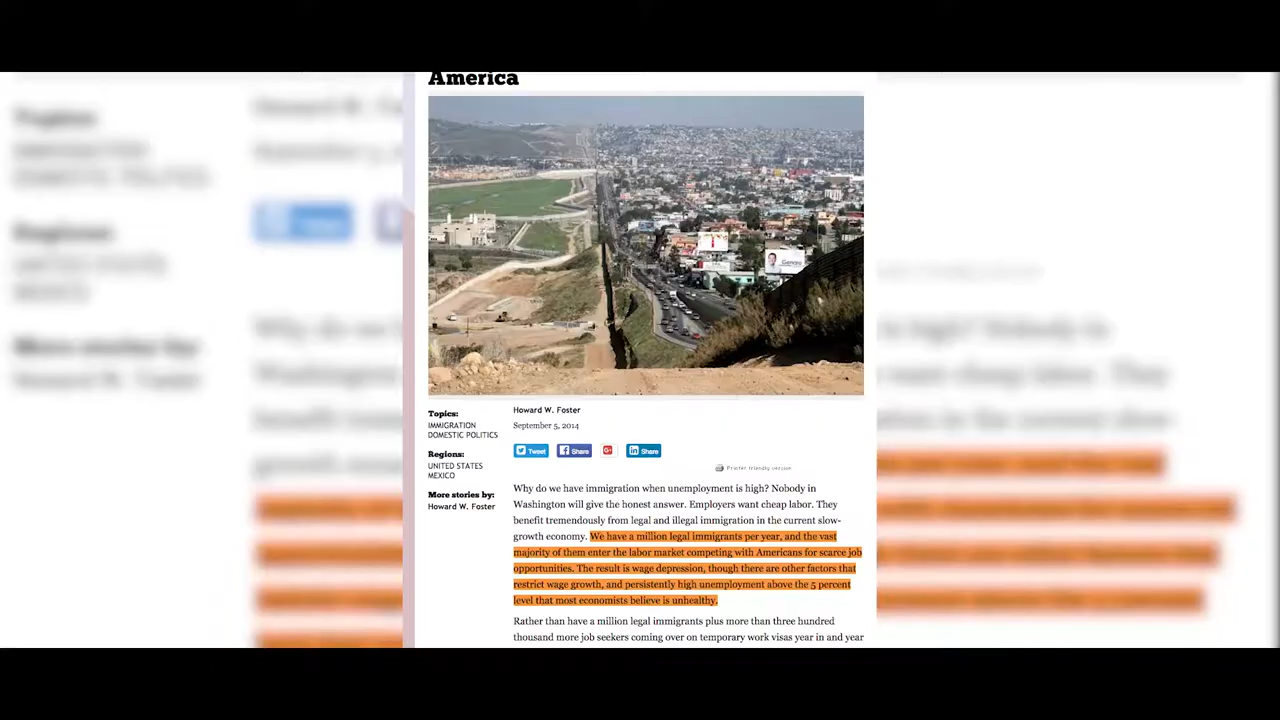 America
Gendro
Topics:
IMMIGRATION
DOMESTIC POLITICS
Regions:
UNITED STATES
MEXICO
More stories by:
Howard W. Foster
Howard W. Foster
September 5, 2014
Tweet
Share
Share
Printer friendly version
Why do we have immigration when unemployment is high? Nobody in
Washington will give the honest answer. Employers want cheap labor. They
benefit tremendously from legal and illegal immigration in the current slow-
growth economy. We have a million legal immigrants per year, and the vast
majority of them enter the labor market competing with Americans for scarce job
opportunities. The result is wage depression, though there are other factors that
restrict wage growth, and persistently high unemployment above the 5 percent
level that most economists believe is unhealthy.
Rather than have a million legal immigrants plus more than three hundred
thousand more job seekers coming over on temporary work visas year in and year